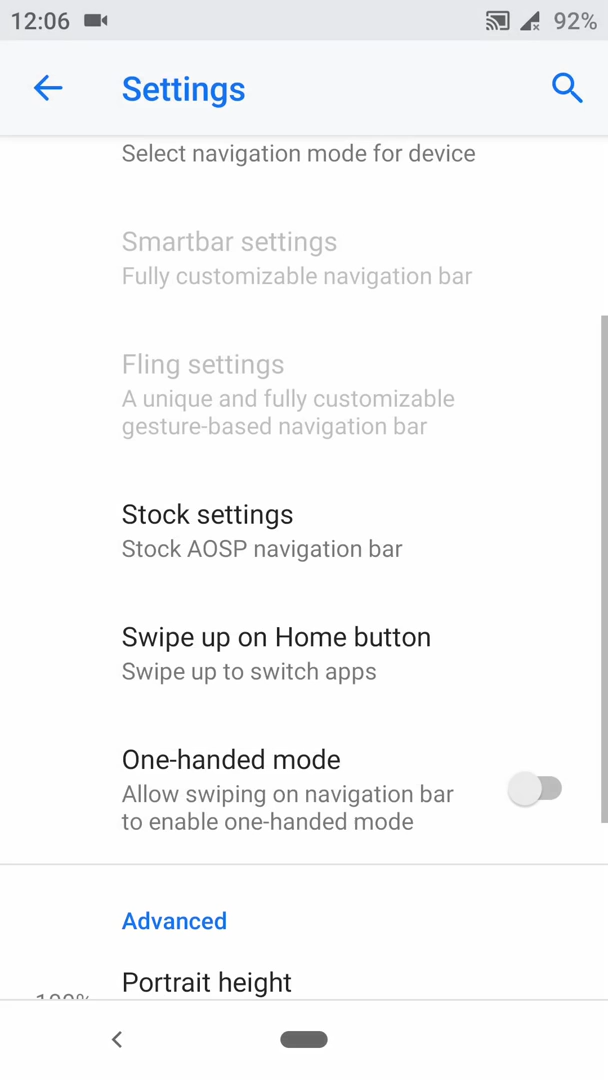 12:06
92%
Settings
Select navigation mode for device
Smartbar settings
Fully customizable navigation bar
Fling settings
A unique and fully customizable
gesture-based navigation bar
Stock settings
Stock AOSP navigation bar
Swipe up on Home button
Swipe up to switch apps
One-handed mode
Allow swiping on navigation bar
to enable one-handed mode
Advanced
Portrait height